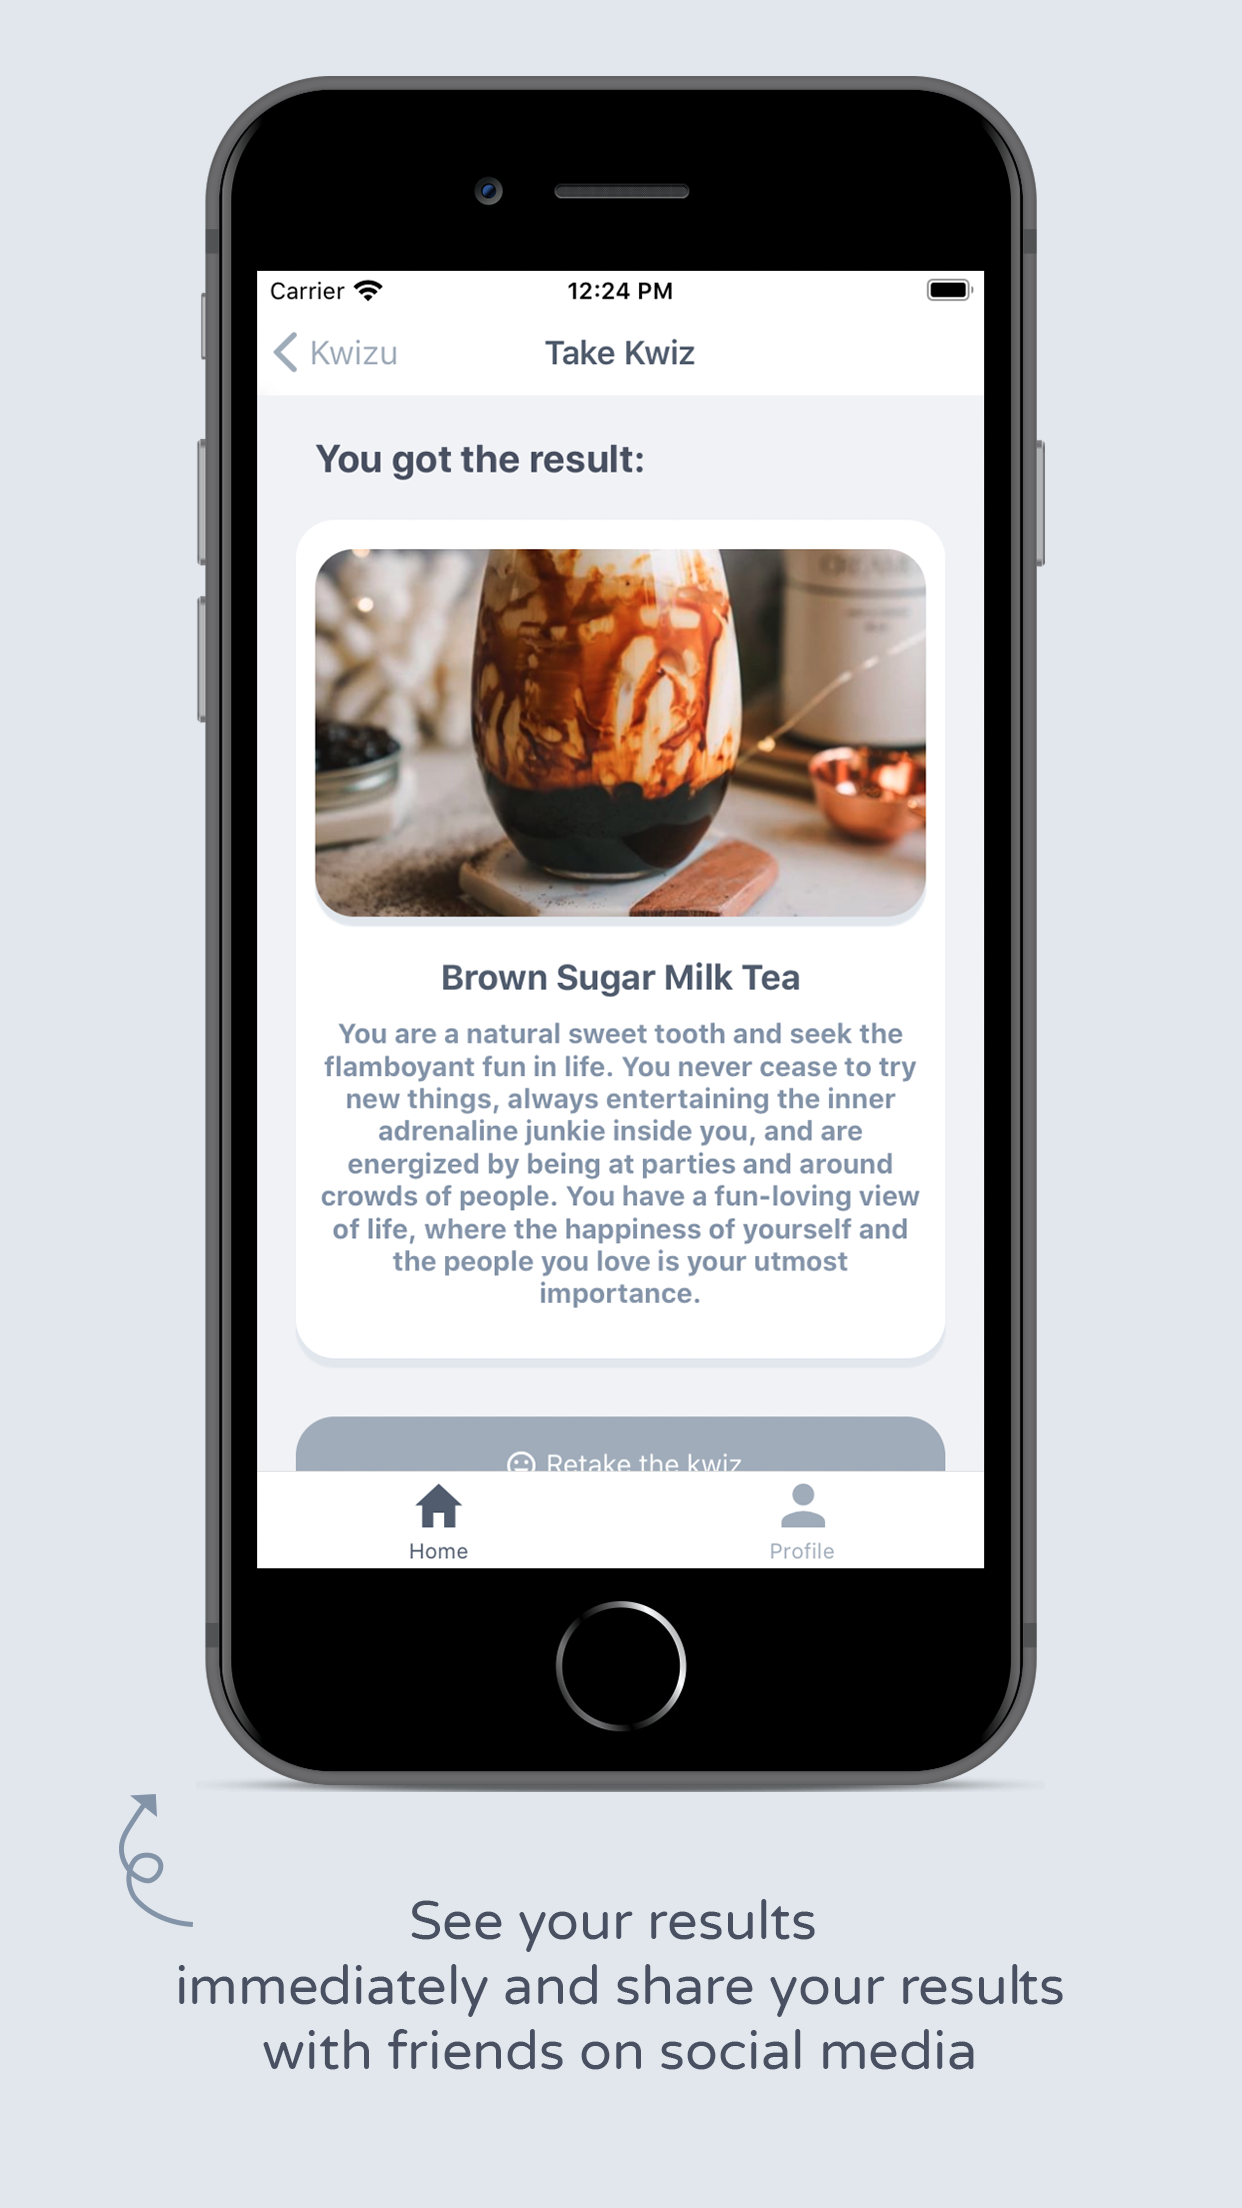 Carrier
12:24 PM
Kwizu
Take Kwiz
You got the result:
Brown Sugar Milk Tea
You are a natural sweet tooth and seek the
flamboyant fun in life. You never cease to try
new things, always entertaining the inner
adrenaline junkie inside you, and are
energized by being at parties and around
crowds of people. You have a fun-loving view
of life, where the happiness of yourself and
the people you love is your utmost
importance.
Retake the kwiz
Home
Profile
See your results
immediately and share your results
with friends on social media